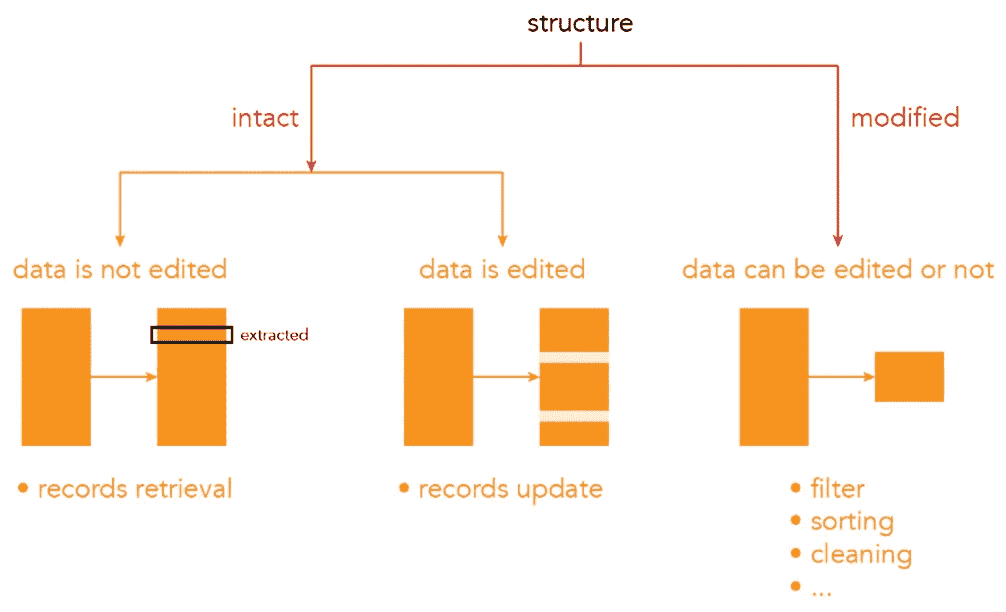 structure
intact
modified
data is not edited
data is edited
data can be edited or not
extracted
• records retrieval
• records update
• filter
• sorting
• cleaning
• ...